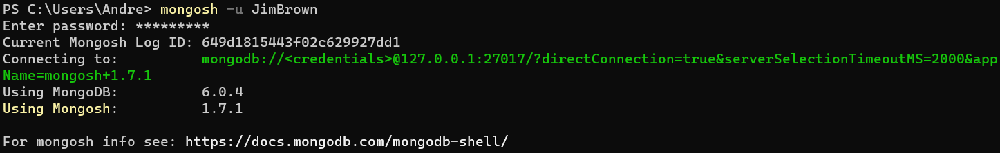 PS C:\Users\Andre> mongosh -u JimBrown
Enter password: *********
Current Mongosh Log ID: 649d1815443f02c629927dd1
Connecting to:          mongodb://<credentials>@127.0.0.1:27017/?directConnection=true&serverSelectionTimeoutMS=2000&app
Name=mongosh+1.7.1
Using MongoDB:          6.0.4
Using Mongosh:          1.7.1
For mongosh info see: https://docs.mongodb.com/mongodb-shell/